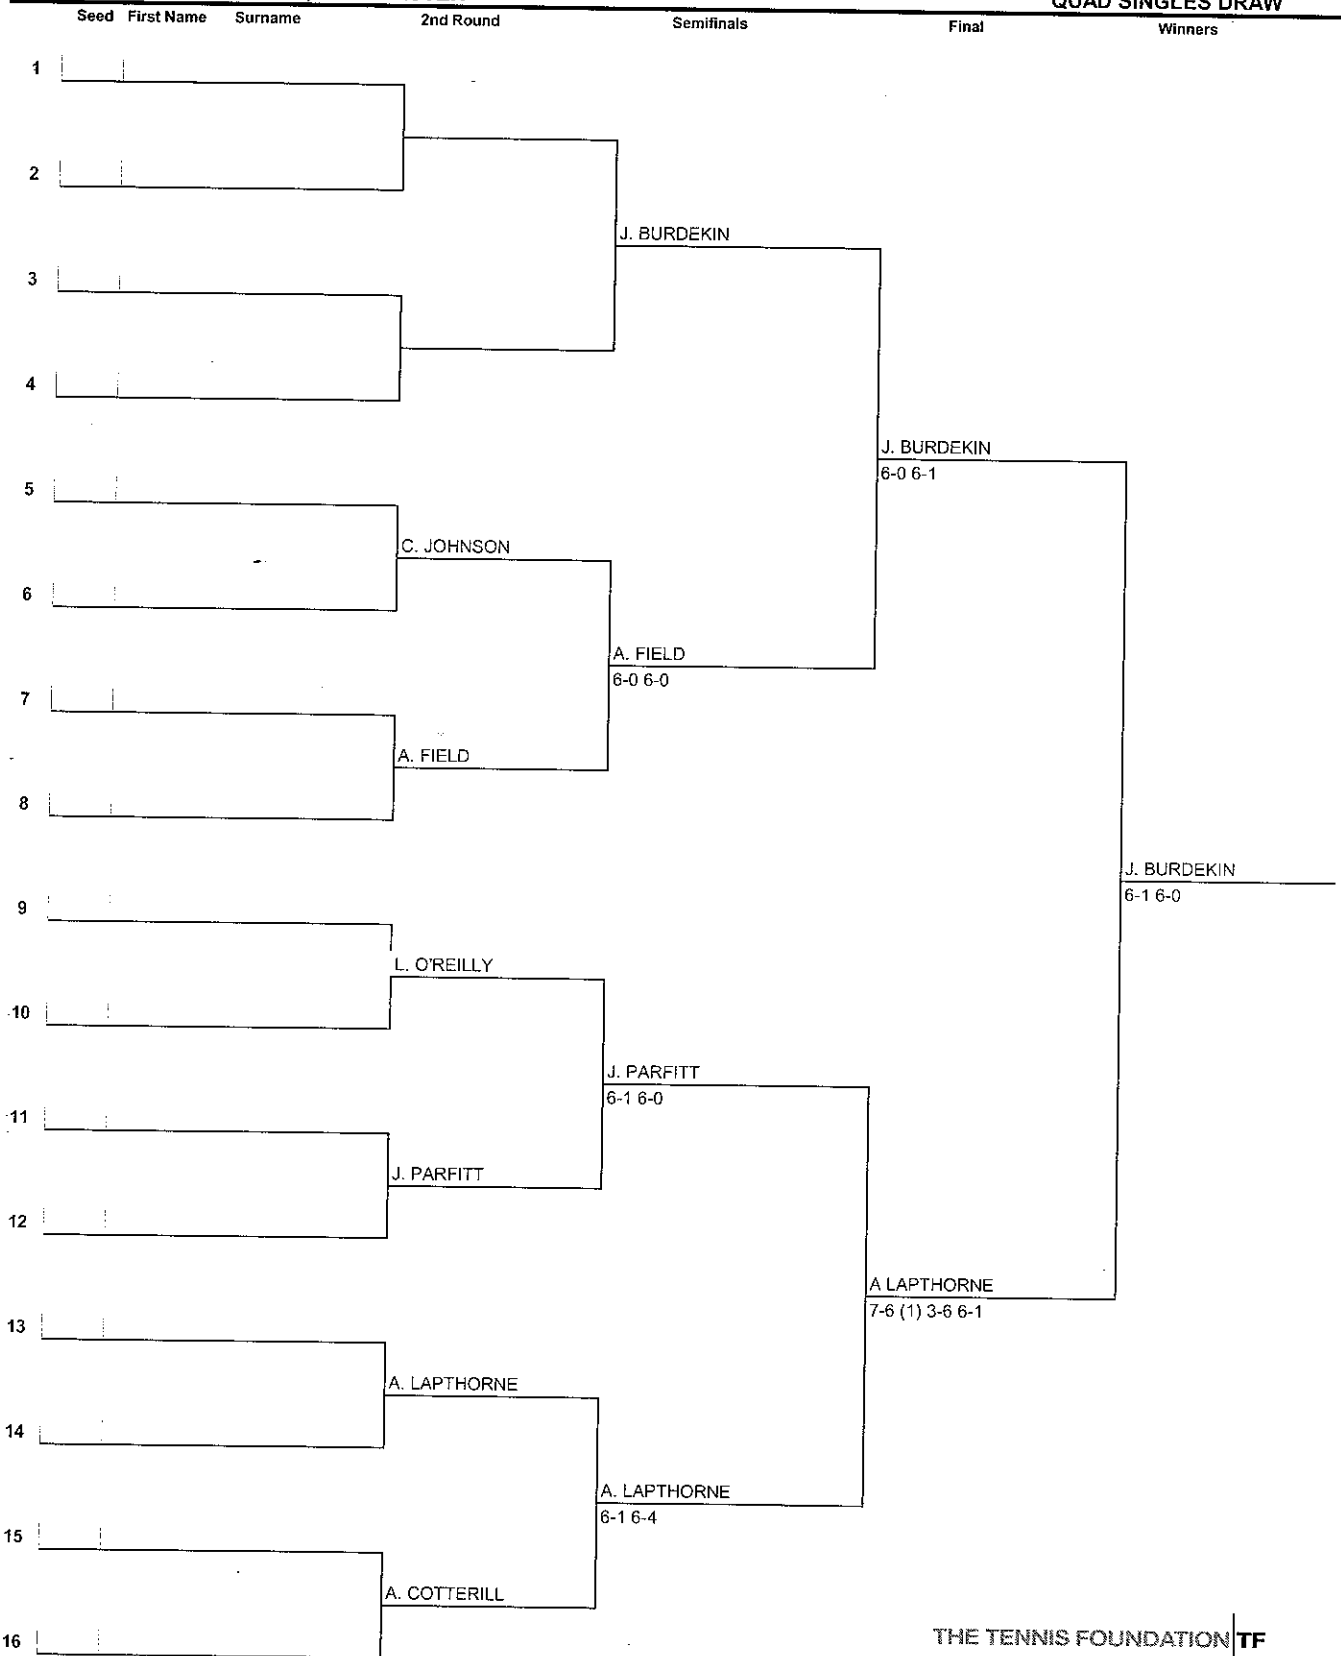 QUAD SINGLES DRAW
Seed First Name Surname 2nd Round Semifinals Final Winners
1
2
J. BURDEKIN
3
4
J. BURDEKIN
6-0 6-1
5
C. JOHNSON
6
A. FIELD
6-0 6-0
7
A. FIELD
8
J. BURDEKIN
6-1 6-0
9
L. O'REILLY
10
J. PARFITT
6-1 6-0
11
J. PARFITT
12
A LAPTHORNE
7-6 (1) 3-6 6-1
13
A. LAPTHORNE
14
A. LAPTHORNE
6-1 6-4
15
A. COTTERILL
16
THE TENNIS FOUNDATION TF